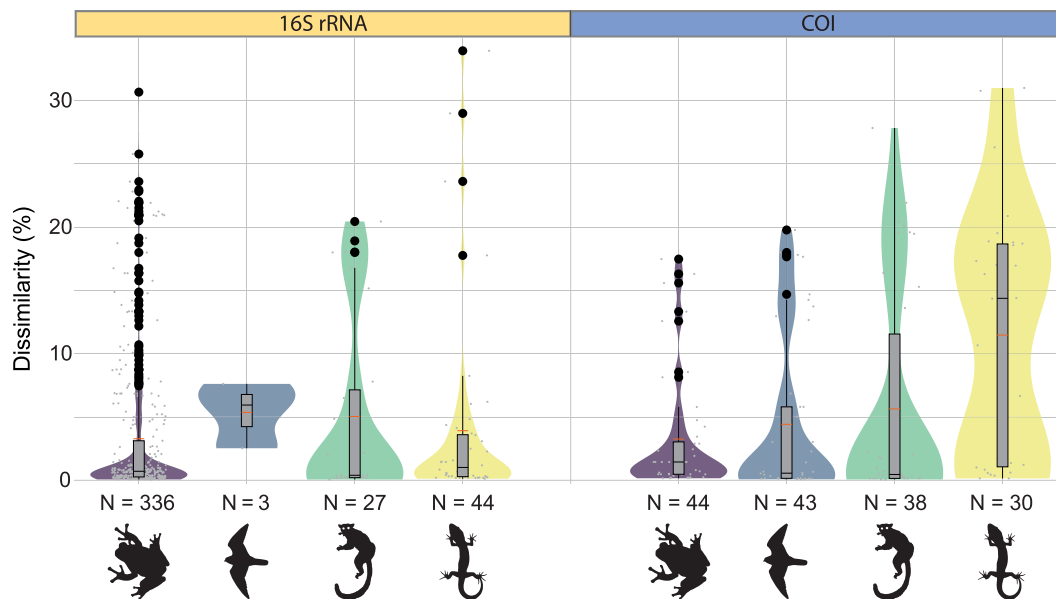 16S rRNA COI
Dissimilarity (%)
30
20
10
0
N = 336 N = 3 N = 27 N = 44 N = 44 N = 43 N = 38 N = 30